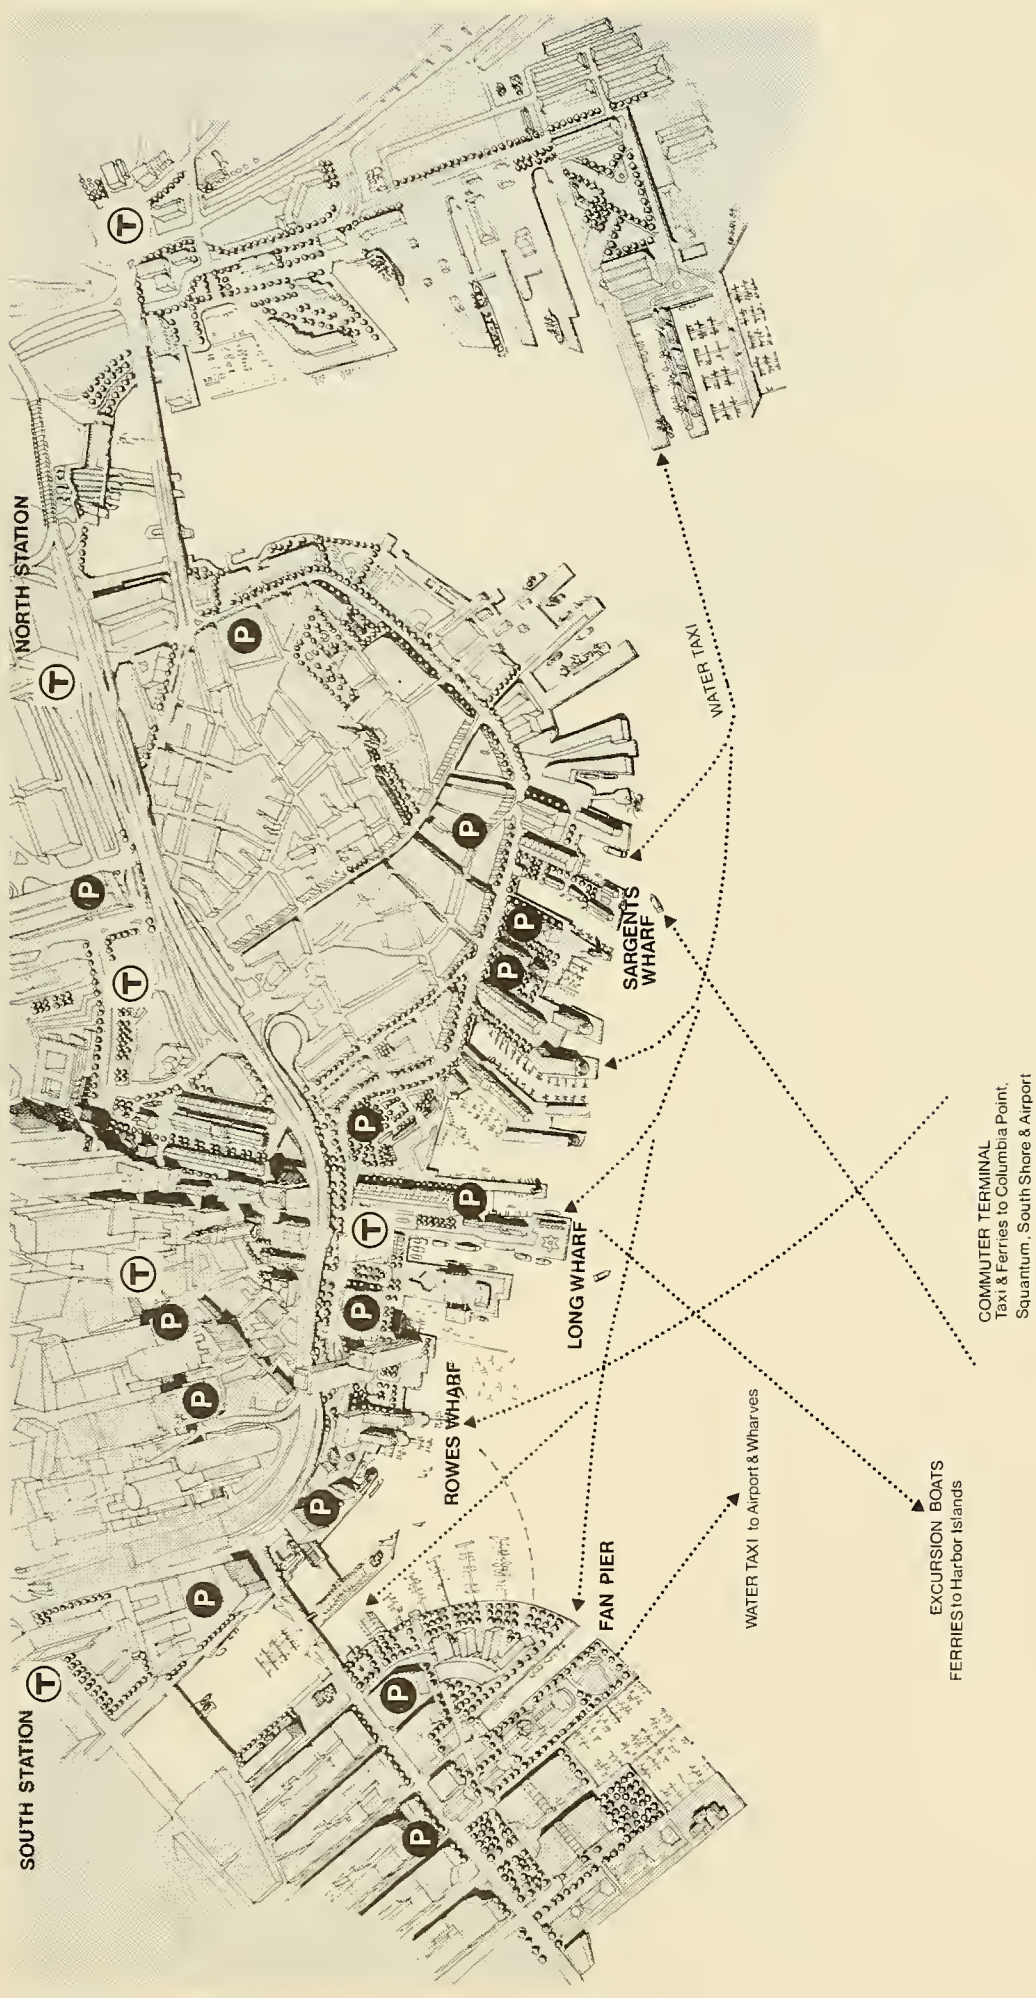 SOUTH STATION
T
NORTH STATION
T
T
T
T
T
P
P
P
P
P
P
P
P
P
P
P
P
P
P
SARGENTS
WHARF
LONG WHARF
ROWES WHARF
FAN PIER
WATER TAXI
WATER TAXI to Airport & Wharves
EXCURSION BOATS
FERRIES to Harbor Islands
COMMUTER TERMINAL
Taxi & Ferries to Columbia Point,
Squantum, South Shore & Airport